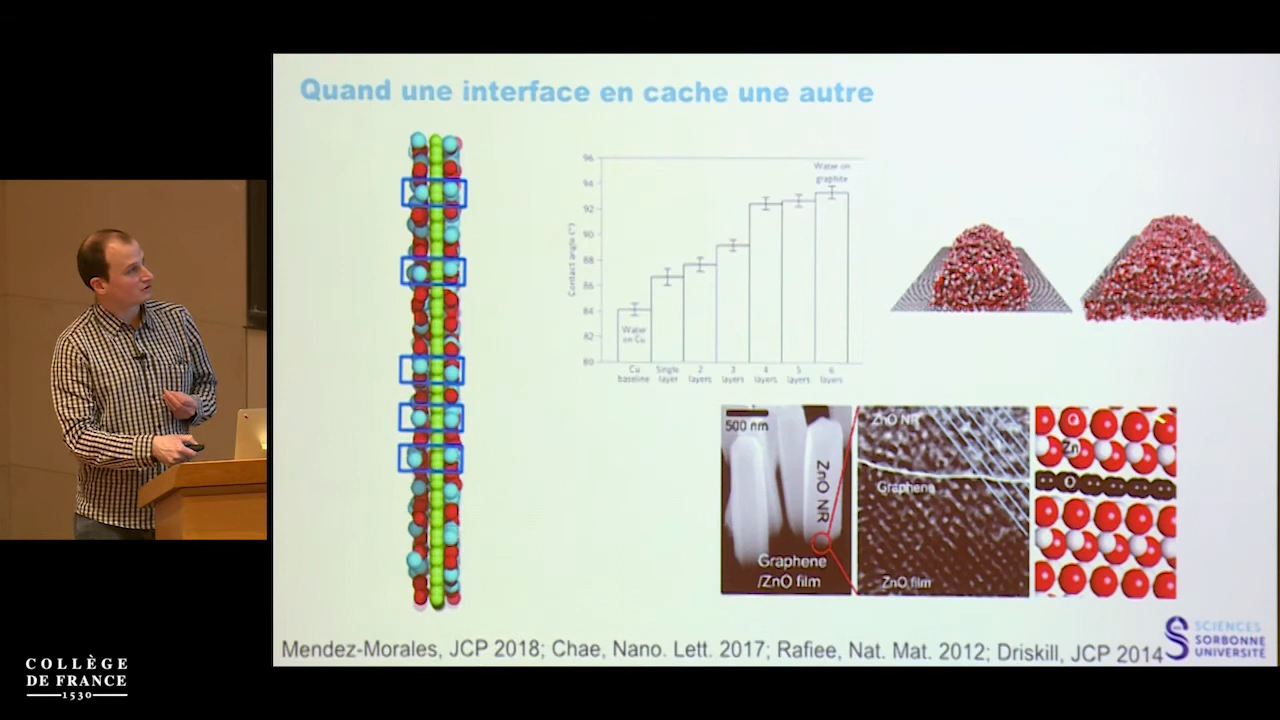 Quand une interface en cache une autre
96
94
92
90
88
86
84
82
80
Contact angle (°)
Water on
graphite
Water
on Cu
Cu
baseline
Single
layer
2
layers
3
layers
4
layers
5
layers
6
layers
500 nm
ZnO NR
Graphene
/ZnO film
ZnO NR
Graphene
ZnO film
O
Zn
O
Mendez-Morales, JCP 2018; Chae, Nano. Lett. 2017; Rafiee, Nat. Mat. 2012; Driskill, JCP 2014
SCIENCES
SORBONNE
UNIVERSITÉ
COLLÈGE
DE FRANCE
1530